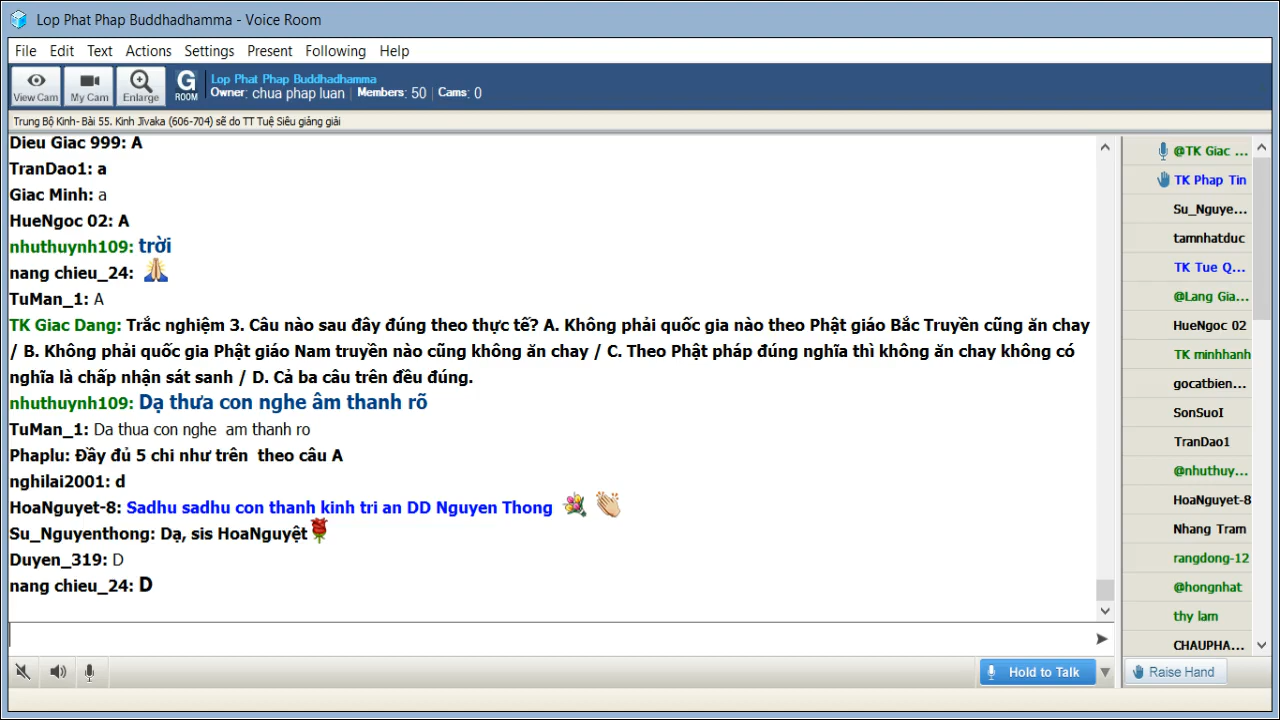 Lop Phat Phap Buddhadhamma - Voice Room
File Edit Text Actions Settings Present Following Help
View Cam My Cam Enlarge G ROOM
Lop Phat Phap Buddhadhamma
Owner: chua phap luan | Members: 50 | Cams: 0
Trung Bộ Kinh- Bài 55. Kinh Jīvaka (606-704) sẽ do TT Tuệ Siêu giảng giải
Dieu Giac 999: A
TranDao1: a
Giac Minh: a
HueNgoc 02: A
nhuthuynh109: trời
nang chieu_24:
TuMan_1: A
TK Giac Dang: Trắc nghiệm 3. Câu nào sau đây đúng theo thực tế? A. Không phải quốc gia nào theo Phật giáo Bắc Truyền cũng ăn chay
/ B. Không phải quốc gia Phật giáo Nam truyền nào cũng không ăn chay / C. Theo Phật pháp đúng nghĩa thì không ăn chay không có
nghĩa là chấp nhận sát sanh / D. Cả ba câu trên đều đúng.
nhuthuynh109: Dạ thưa con nghe âm thanh rõ
TuMan_1: Da thua con nghe am thanh ro
Phaplu: Đầy đủ 5 chi như trên theo câu A
nghilai2001: d
HoaNguyet-8: Sadhu sadhu con thanh kinh tri an DD Nguyen Thong
Su_Nguyenthong: Dạ, sis HoaNguyệt
Duyen_319: D
nang chieu_24: D
@TK Giac ...
TK Phap Tin
Su_Nguye...
tamnhatduc
TK Tue Q...
@Lang Gia...
HueNgoc 02
TK minhhanh
gocatbien...
SonSuoI
TranDao1
@nhuthuy...
HoaNguyet-8
Nhang Tram
rangdong-12
@hongnhat
thy lam
CHAUPHA...
Hold to Talk
Raise Hand